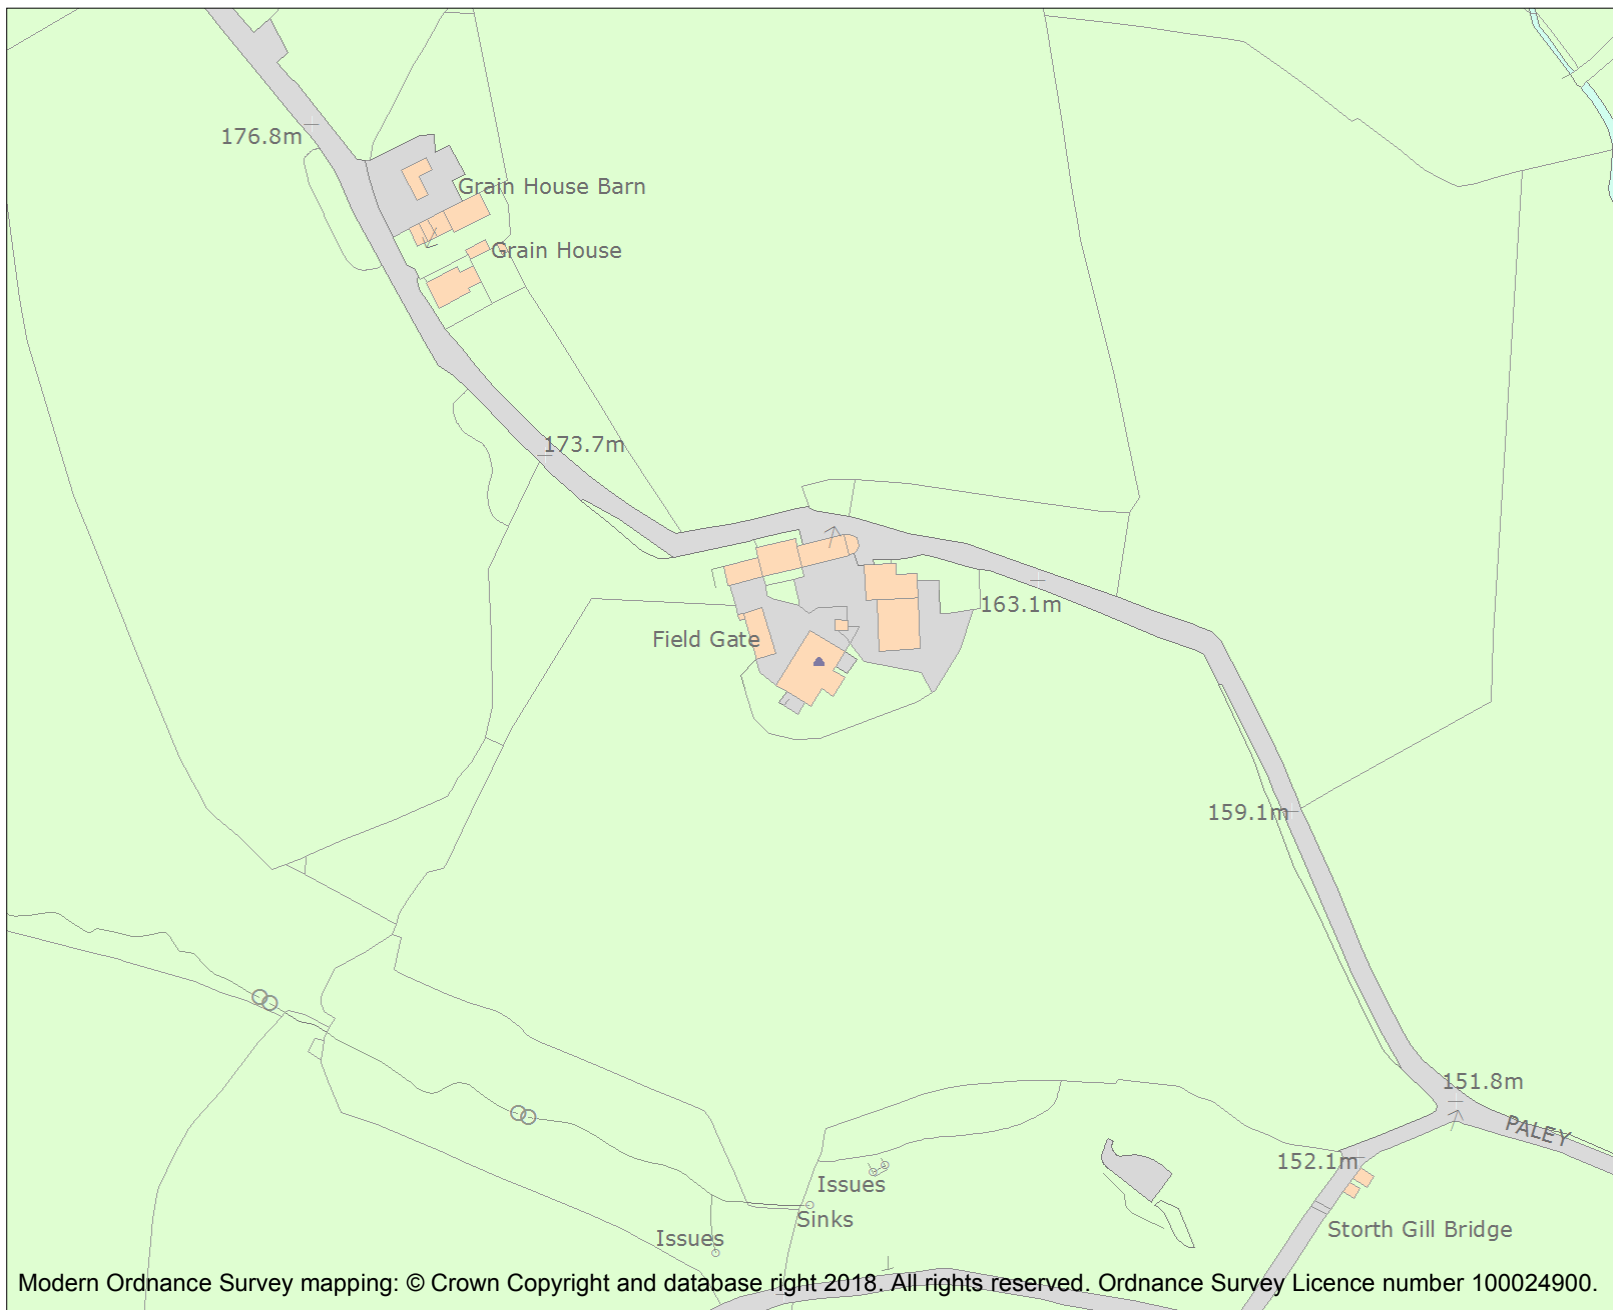 176.8m
Grain House Barn
Grain House
173.7m
163.1m
Field Gate
159.1m
151.8m
PALEY
152.1m
Issues
Sinks
Storth Gill Bridge
Issues
Modern Ordnance Survey mapping: © Crown Copyright and database right 2018. All rights reserved. Ordnance Survey Licence number 100024900.